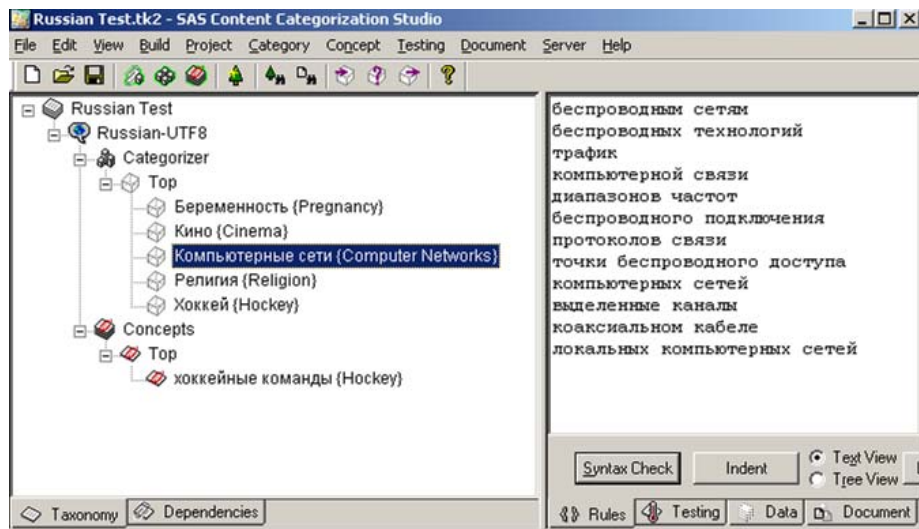 Russian Test.tk2 - SAS Content Categorization Studio
File Edit View Build Project Category Concept Testing Document Server Help
Russian Test
Russian-UTF8
Categorizer
Top
Беременность {Pregnancy}
Кино {Cinema}
Компьютерные сети {Computer Networks}
Религия {Religion}
Хоккей {Hockey}
Concepts
Top
хоккейные команды {Hockey}
Taxonomy Dependencies
беспроводным сетям
беспроводных технологий
трафик
компьютерной связи
диапазонов частот
беспроводного подключения
протоколов связи
точки беспроводного доступа
компьютерных сетей
выделенные каналы
коаксиальном кабеле
локальных компьютерных сетей
Syntax Check Indent Text View
Tree View
Rules Testing Data Document